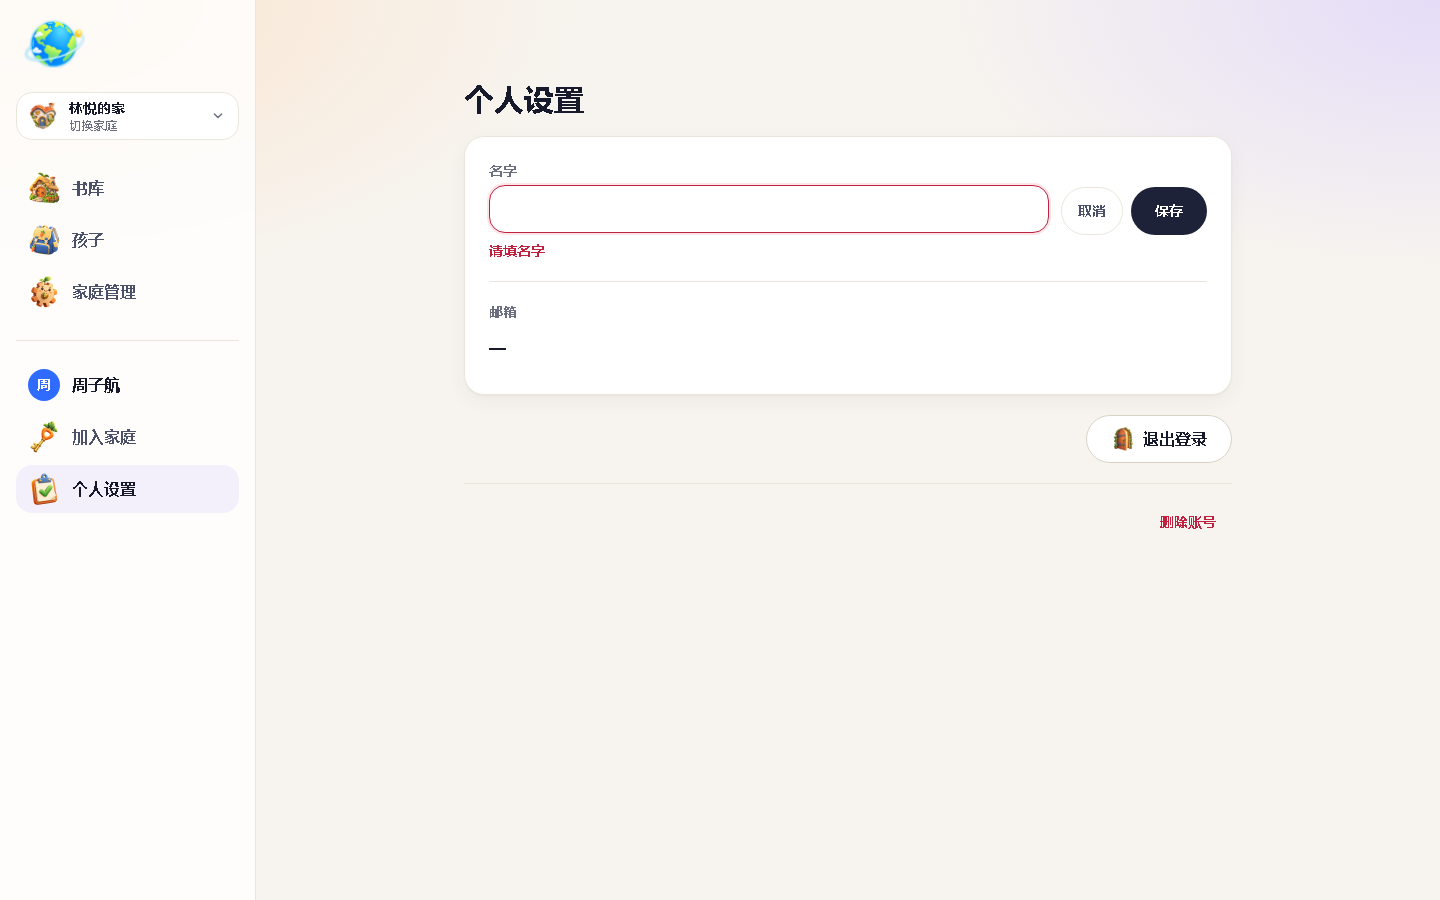 林悦的家
切换家庭
书库
孩子
家庭管理
周 周子航
加入家庭
个人设置
个人设置
名字
取消
保存
请填名字
邮箱
—
退出登录
删除账号